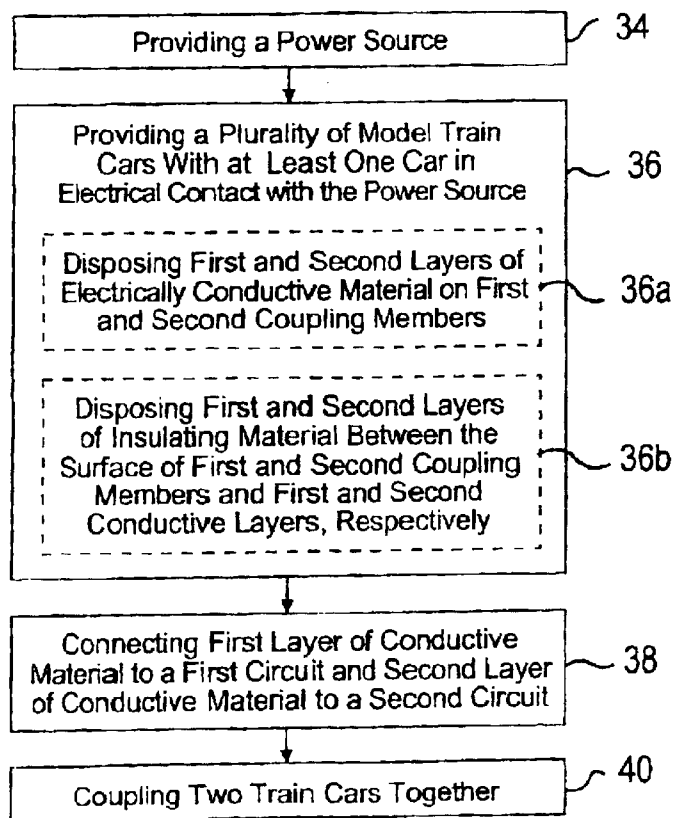 Providing a Power Source
34
Providing a Plurality of Model Train
Cars With at Least One Car in
Electrical Contact with the Power Source
36
Disposing First and Second Layers of
Electrically Conductive Material on First
and Second Coupling Members
36a
Disposing First and Second Layers
of Insulating Material Between the
Surface of First and Second Coupling
Members and First and Second
Conductive Layers, Respectively
36b
Connecting First Layer of Conductive
Material to a First Circuit and Second Layer
of Conductive Material to a Second Circuit
38
Coupling Two Train Cars Together
40